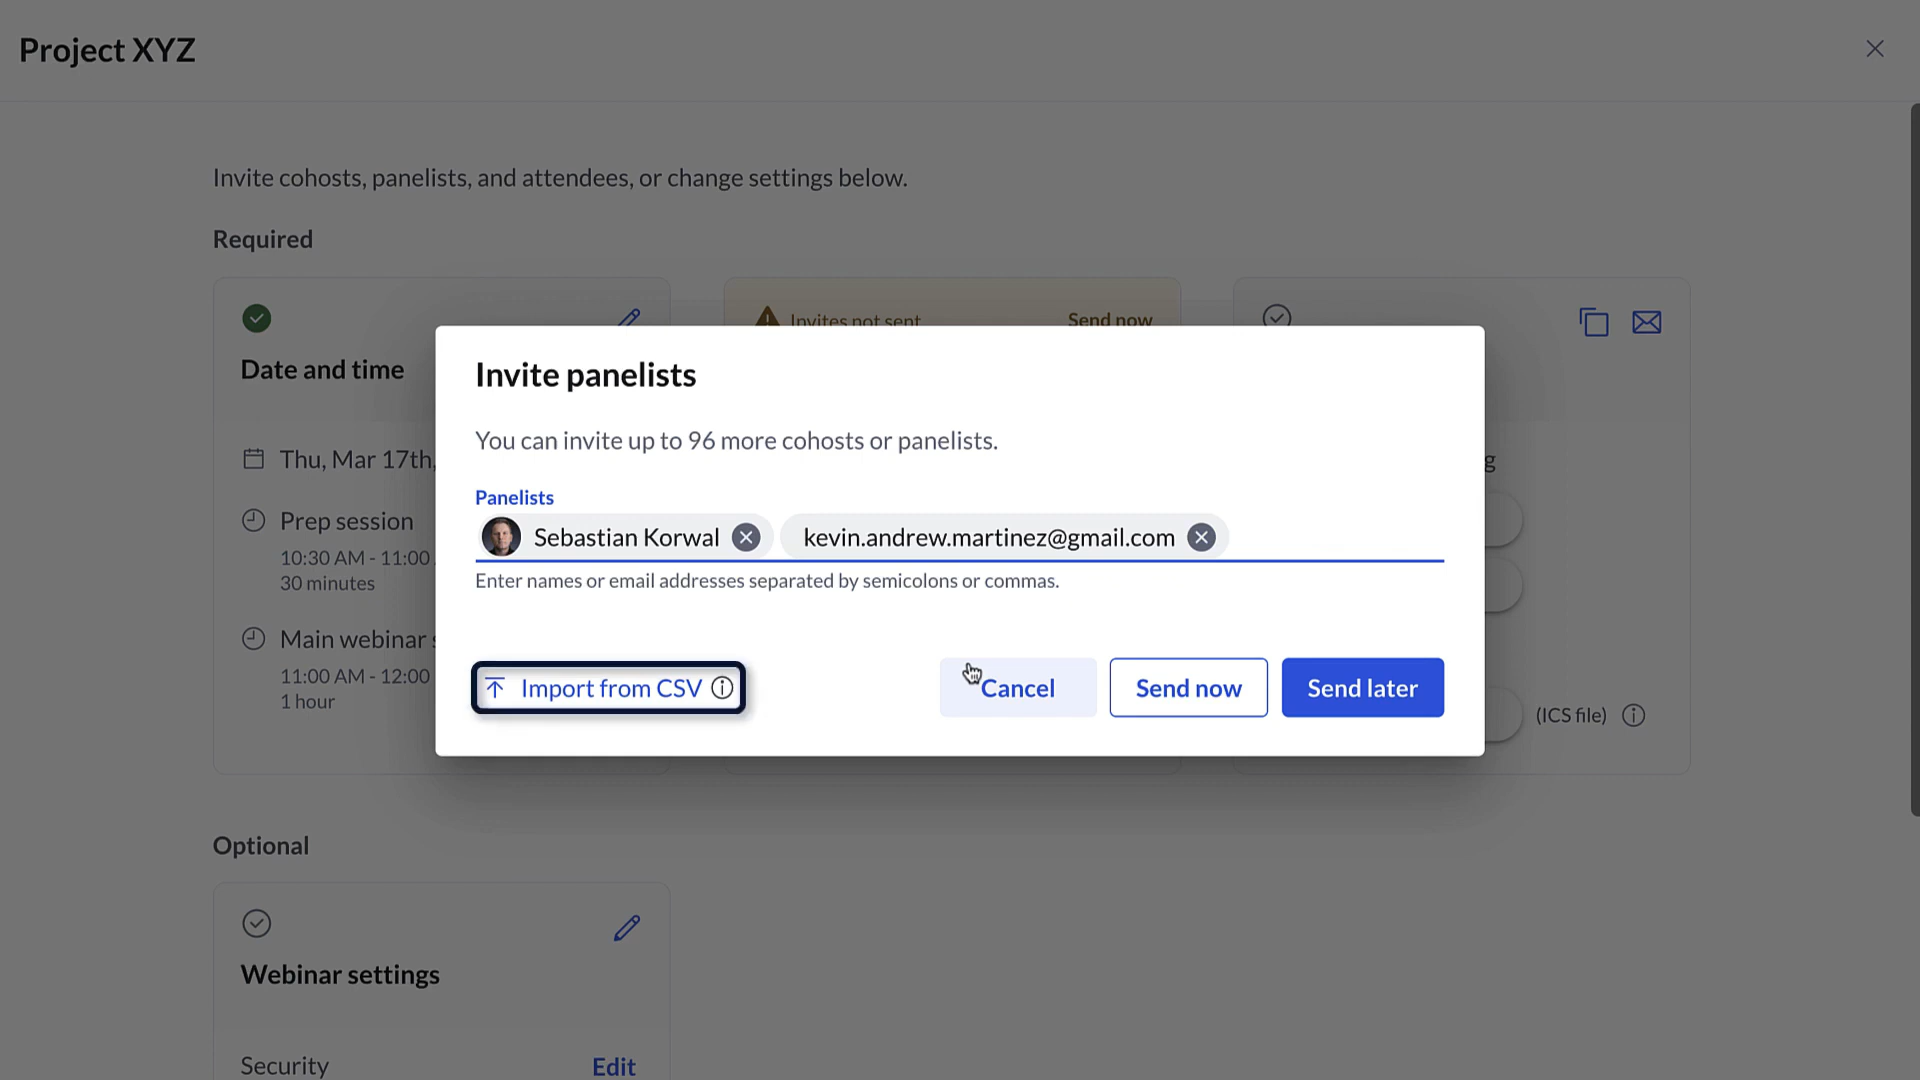 Project XYZ
Invite cohosts, panelists, and attendees, or change settings below.
Required
Invites not sent
Send now
Date and time
Thu, Mar 17th,
Prep session
10:30 AM - 11:00
30 minutes
Main webinar
11:00 AM - 12:00
1 hour
Invite panelists
You can invite up to 96 more cohosts or panelists.
Panelists
Sebastian Korwal
kevin.andrew.martinez@gmail.com
Enter names or email addresses separated by semicolons or commas.
Import from CSV
Cancel
Send now
Send later
g
(ICS file)
Optional
Webinar settings
Security
Edit